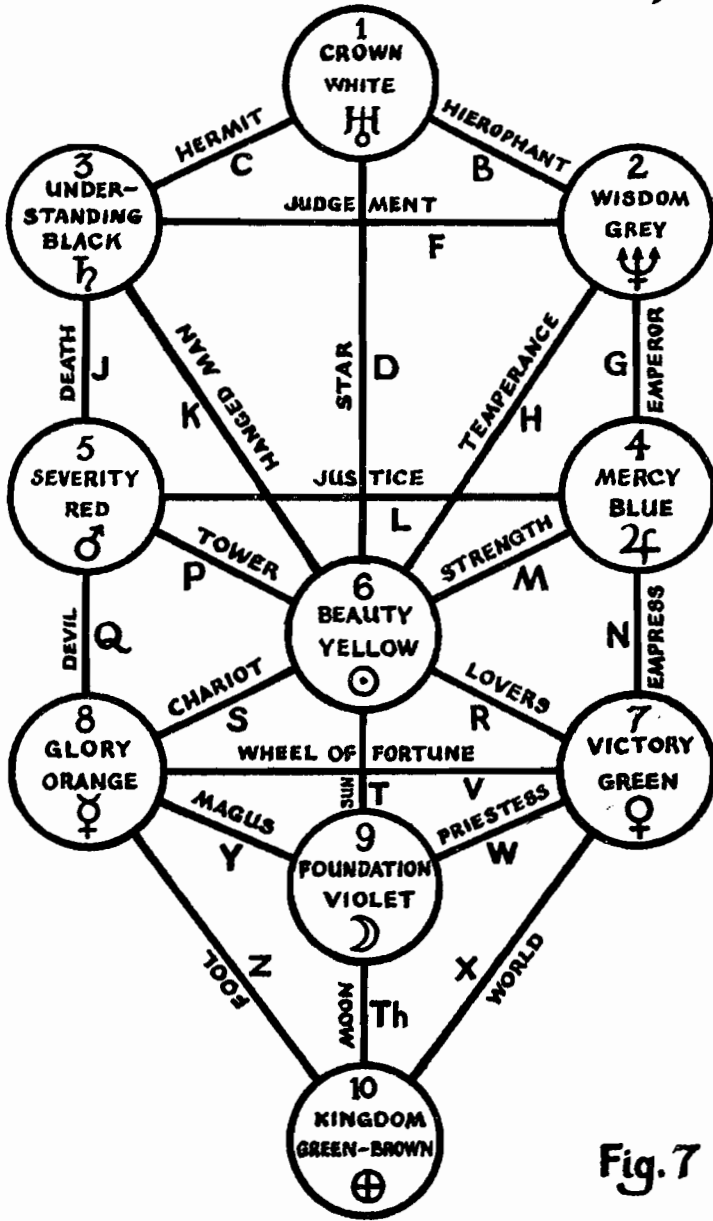 1
CROWN
WHITE
♅
HERMIT
C
HIEROPHANT
B
3
UNDER-
STANDING
BLACK
♄
JUDGEMENT
F
2
WISDOM
GREY
♆
DEATH
J
HANGED MAN
K
STAR
D
TEMPERANCE
H
G
EMPEROR
5
SEVERITY
RED
♂
JUSTICE
L
4
MERCY
BLUE
♃
TOWER
P
6
BEAUTY
YELLOW
☉
STRENGTH
M
DEVIL
Q
N
EMPRESS
CHARIOT
S
LOVERS
R
8
GLORY
ORANGE
☿
WHEEL OF FORTUNE
V
7
VICTORY
GREEN
♀
SUN
T
MAGUS
Y
9
FOUNDATION
VIOLET
☽
PRIESTESS
W
FOOL
Z
MOON
Th
X
WORLD
10
KINGDOM
GREEN-BROWN
⊕
Fig. 7